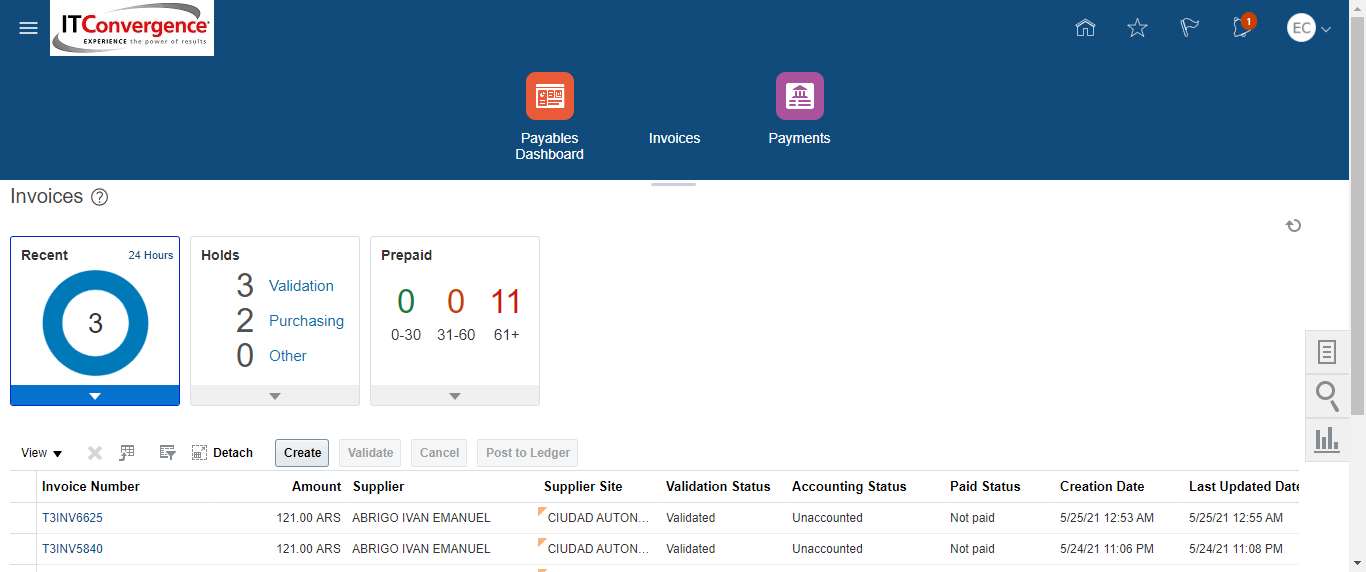 ITConvergence
EXPERIENCE the power of results
1
EC
Payables
Dashboard
Invoices
Payments
Invoices ?
Recent 24 Hours
3
Holds
3 Validation
2 Purchasing
0 Other
Prepaid
0 0 11
0-30 31-60 61+
View Detach Create Validate Cancel Post to Ledger
Invoice Number Amount Supplier Supplier Site Validation Status Accounting Status Paid Status Creation Date Last Updated Date
T3INV6625 121.00 ARS ABRIGO IVAN EMANUEL CIUDAD AUTON... Validated Unaccounted Not paid 5/25/21 12:53 AM 5/25/21 12:55 AM
T3INV5840 121.00 ARS ABRIGO IVAN EMANUEL CIUDAD AUTON... Validated Unaccounted Not paid 5/24/21 11:06 PM 5/24/21 11:08 PM